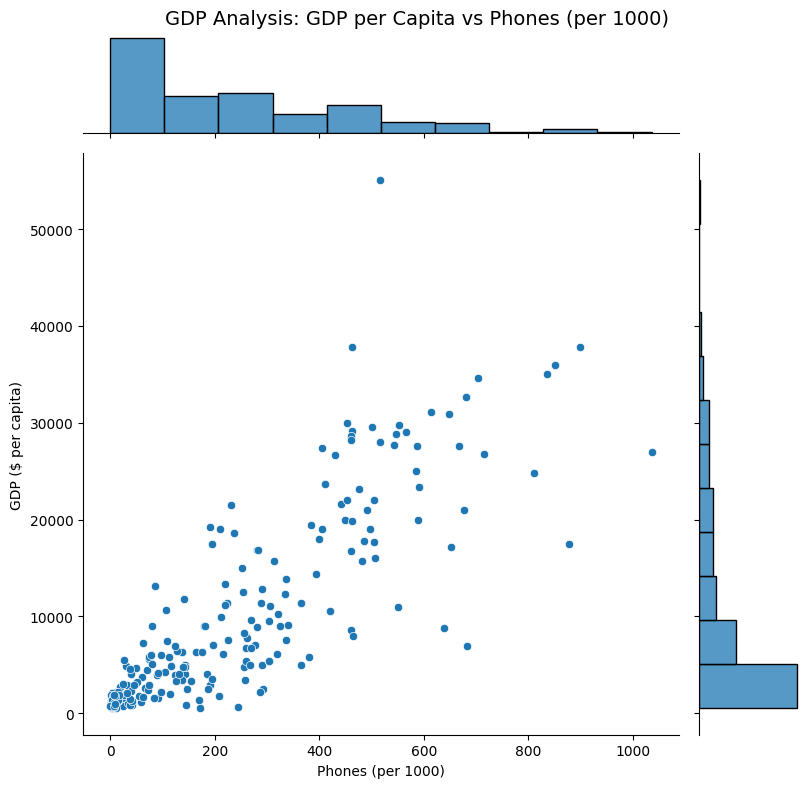 GDP Analysis: GDP per Capita vs Phones (per 1000)
50000
40000
30000
20000
10000
0
GDP ($ per capita)
0 200 400 600 800 1000
Phones (per 1000)